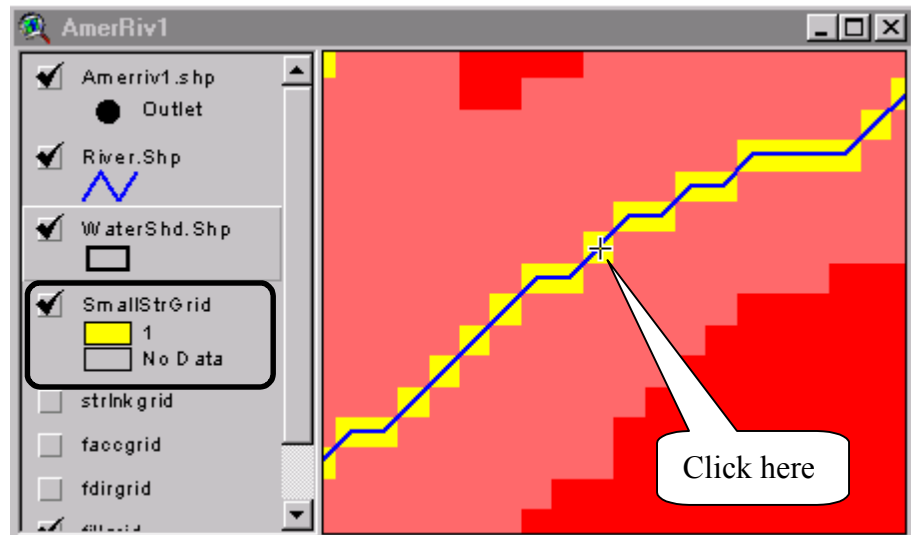 AmerRiv1
Amerriv1.shp
Outlet
River.Shp
WaterShd.Shp
SmallStrGrid
1
No Data
strlnkgrid
faccgrid
fdirgrid
Click here